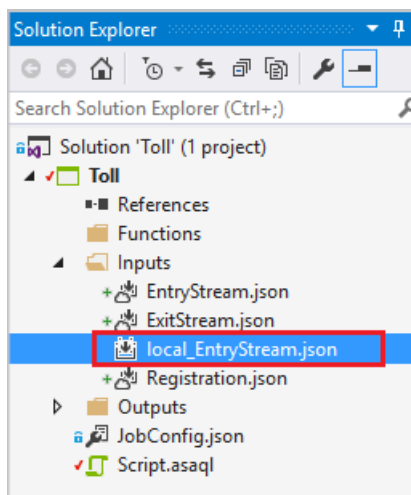 Solution Explorer
Search Solution Explorer (Ctrl+;)
Solution 'Toll' (1 project)
Toll
References
Functions
Inputs
EntryStream.json
ExitStream.json
local_EntryStream.json
Registration.json
Outputs
JobConfig.json
Script.asaql